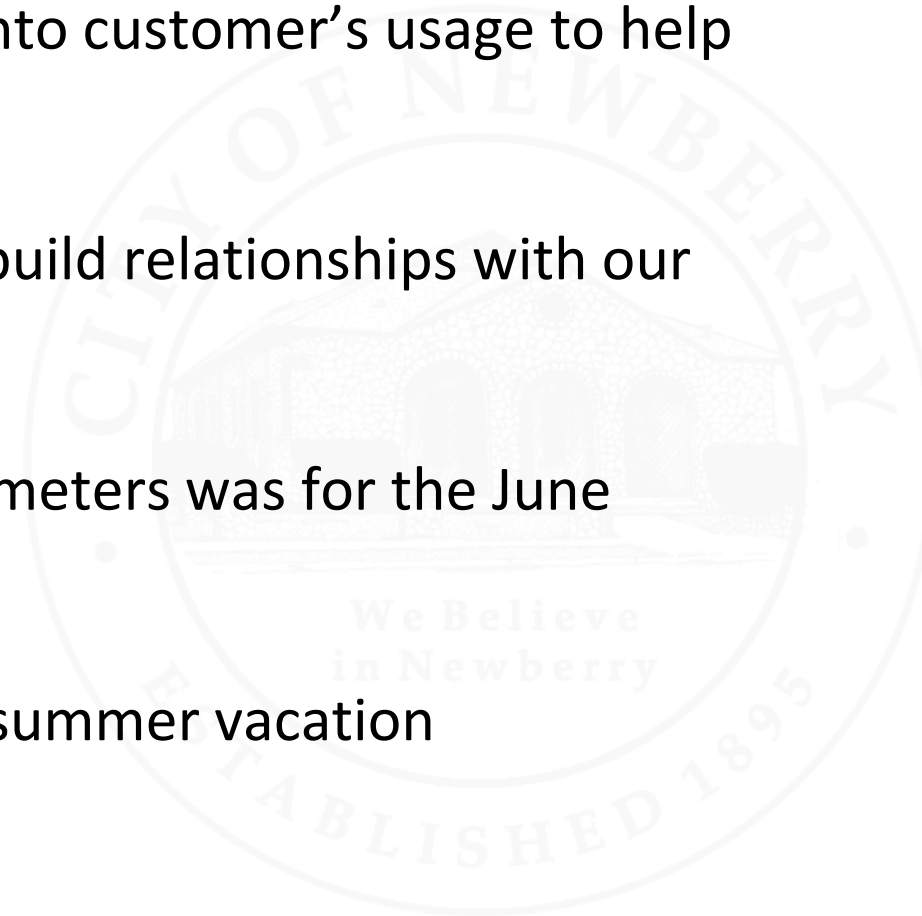 nto customer’s usage to help
CITY OF NEWBERRY
build relationships with our
meters was for the June
We Believe
in Newberry
summer vacation
ESTABLISHED 1895